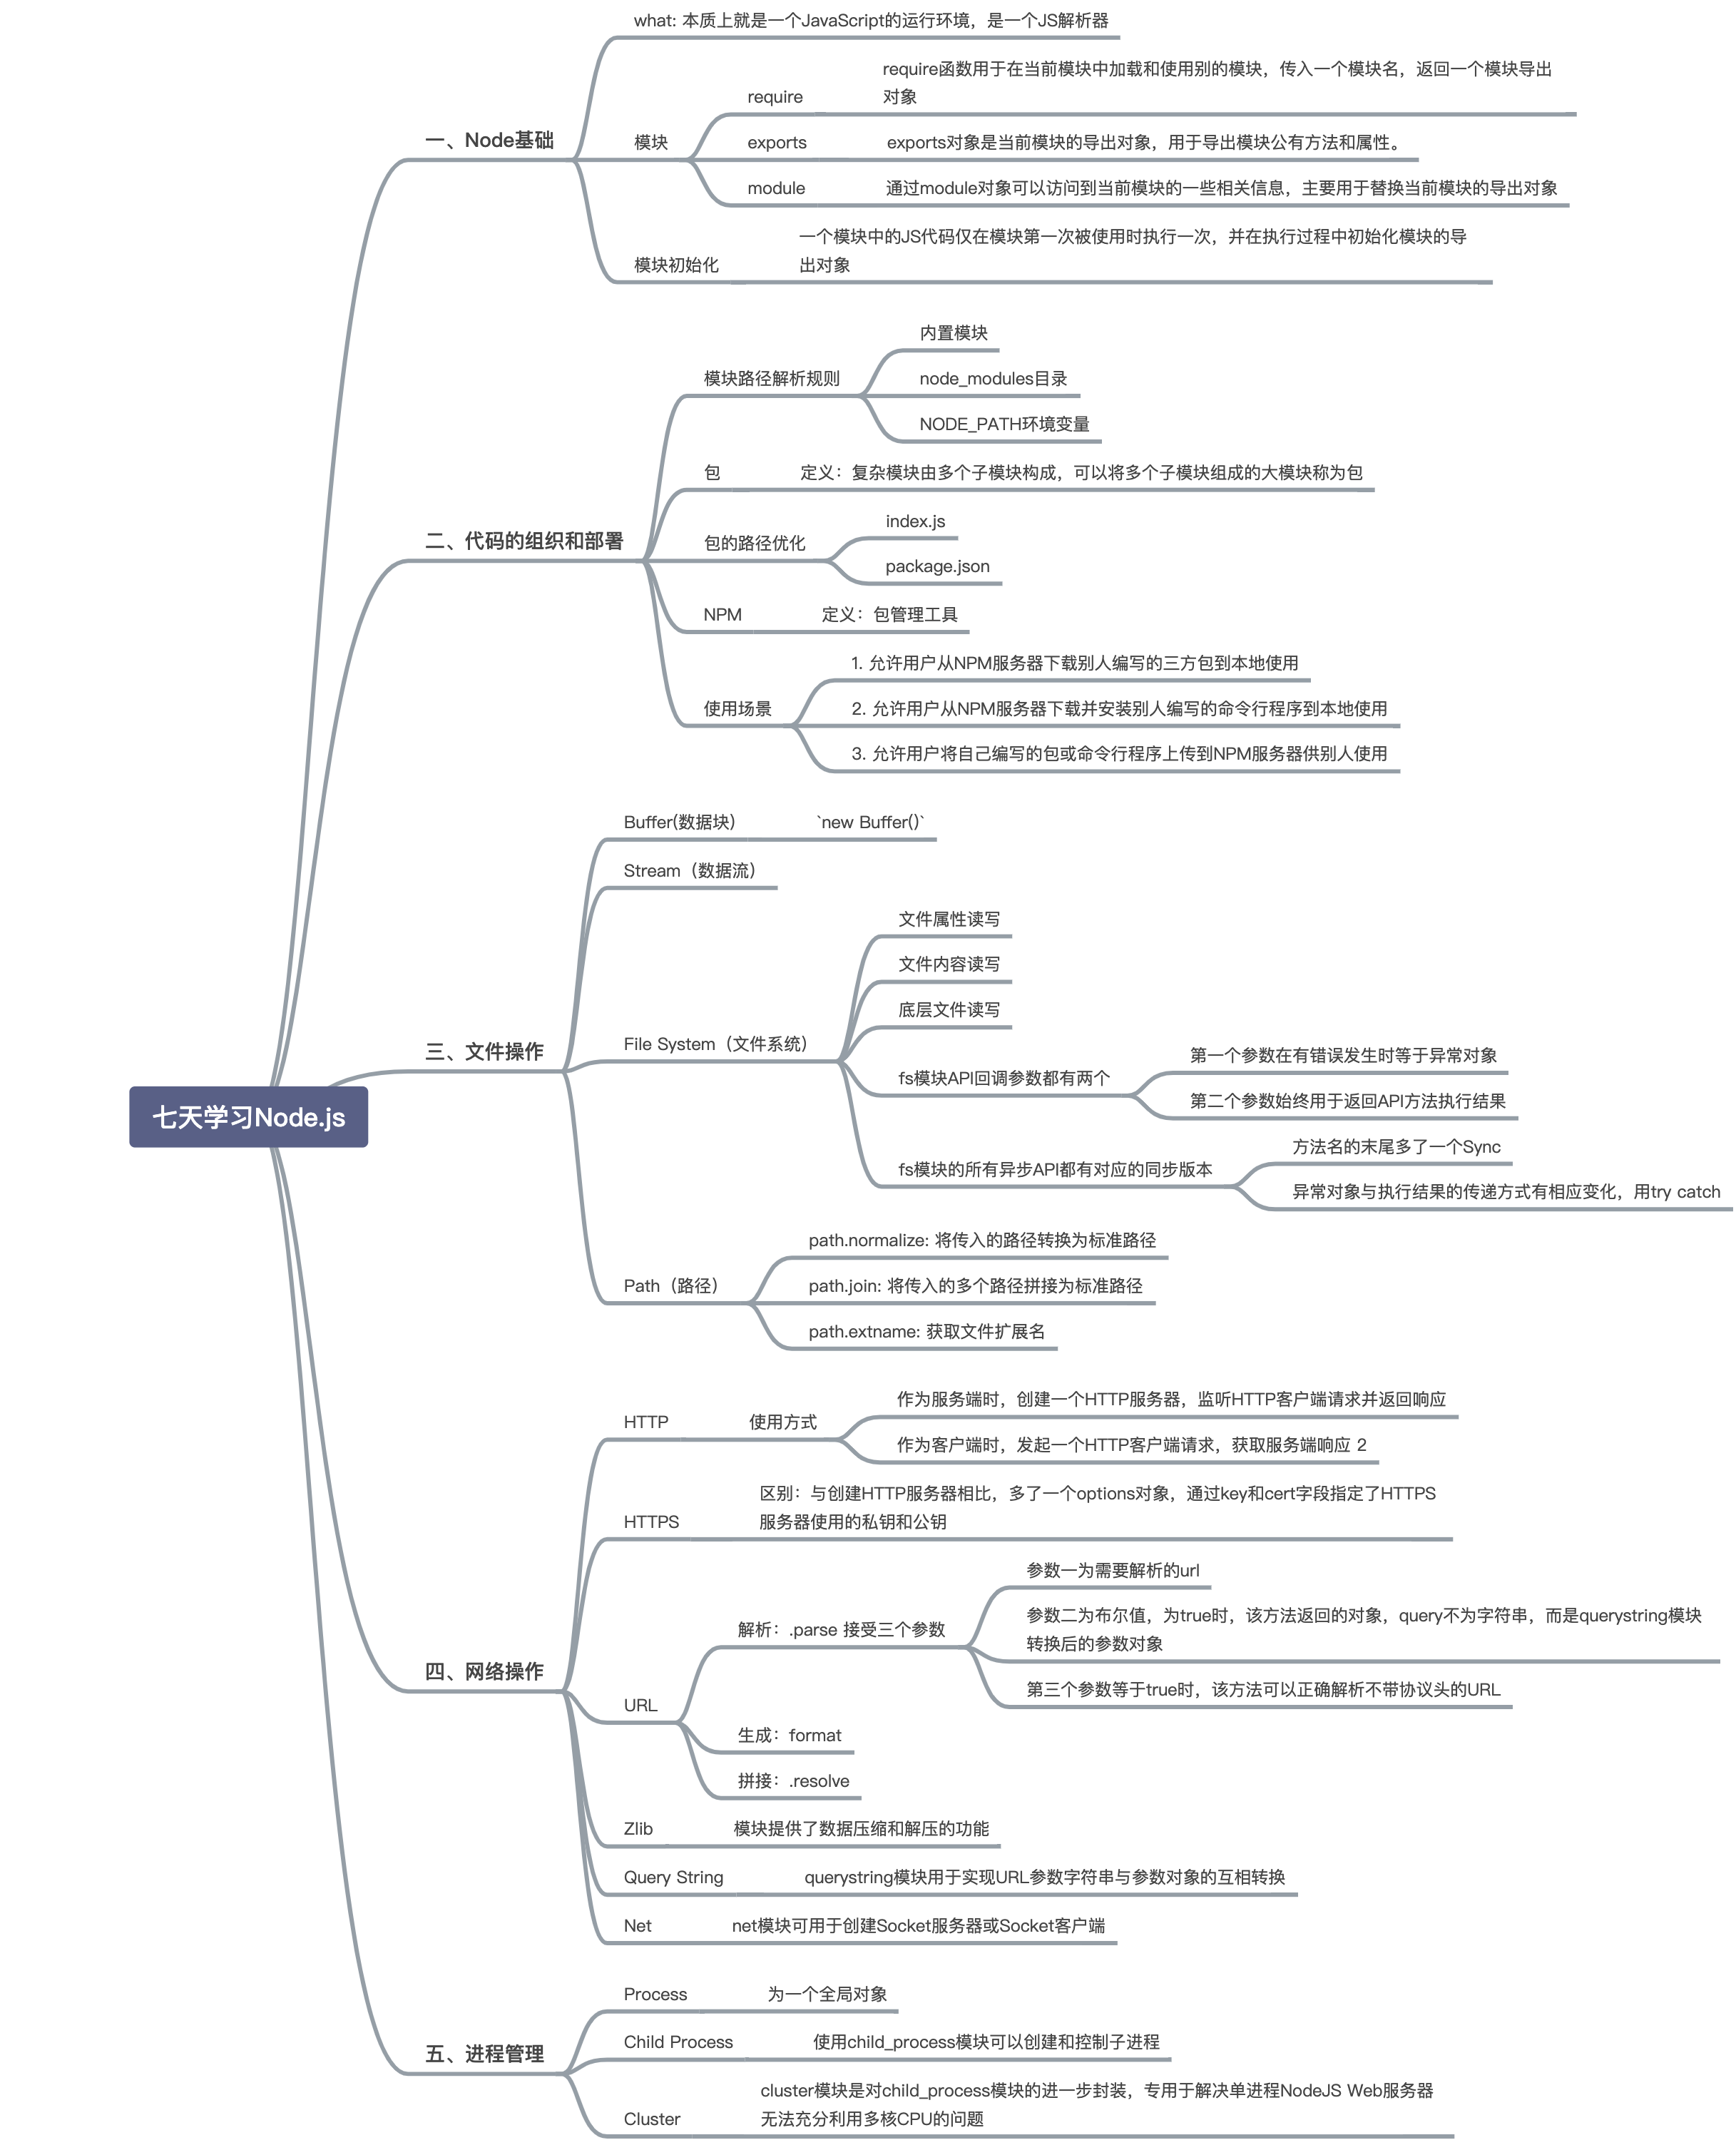 what: 本质上就是一个JavaScript的运行环境，是一个JS解析器
require函数用于在当前模块中加载和使用别的模块，传入一个模块名，返回一个模块导出
对象
require
一、Node基础
模块
exports
exports对象是当前模块的导出对象，用于导出模块公有方法和属性。
module
通过module对象可以访问到当前模块的一些相关信息，主要用于替换当前模块的导出对象
一个模块中的JS代码仅在模块第一次被使用时执行一次，并在执行过程中初始化模块的导
出对象
模块初始化
内置模块
模块路径解析规则
node_modules目录
NODE_PATH环境变量
包
定义：复杂模块由多个子模块构成，可以将多个子模块组成的大模块称为包
二、代码的组织和部署
index.js
包的路径优化
package.json
NPM
定义：包管理工具
1. 允许用户从NPM服务器下载别人编写的三方包到本地使用
使用场景
2. 允许用户从NPM服务器下载并安装别人编写的命令行程序到本地使用
3. 允许用户将自己编写的包或命令行程序上传到NPM服务器供别人使用
Buffer(数据块)
`new Buffer()`
Stream（数据流）
文件属性读写
文件内容读写
底层文件读写
三、文件操作
File System（文件系统）
fs模块API回调参数都有两个
第一个参数在有错误发生时等于异常对象
第二个参数始终用于返回API方法执行结果
七天学习Node.js
fs模块的所有异步API都有对应的同步版本
方法名的末尾多了一个Sync
异常对象与执行结果的传递方式有相应变化，用try catch
path.normalize: 将传入的路径转换为标准路径
Path（路径）
path.join: 将传入的多个路径拼接为标准路径
path.extname: 获取文件扩展名
HTTP
使用方式
作为服务端时，创建一个HTTP服务器，监听HTTP客户端请求并返回响应
作为客户端时，发起一个HTTP客户端请求，获取服务端响应 2
区别：与创建HTTP服务器相比，多了一个options对象，通过key和cert字段指定了HTTPS
服务器使用的私钥和公钥
HTTPS
参数一为需要解析的url
解析：.parse 接受三个参数
参数二为布尔值，为true时，该方法返回的对象，query不为字符串，而是querystring模块
转换后的参数对象
第三个参数等于true时，该方法可以正确解析不带协议头的URL
四、网络操作
URL
生成：format
拼接：.resolve
Zlib
模块提供了数据压缩和解压的功能
Query String
querystring模块用于实现URL参数字符串与参数对象的互相转换
Net
net模块可用于创建Socket服务器或Socket客户端
Process
为一个全局对象
五、进程管理
Child Process
使用child_process模块可以创建和控制子进程
cluster模块是对child_process模块的进一步封装，专用于解决单进程NodeJS Web服务器
无法充分利用多核CPU的问题
Cluster